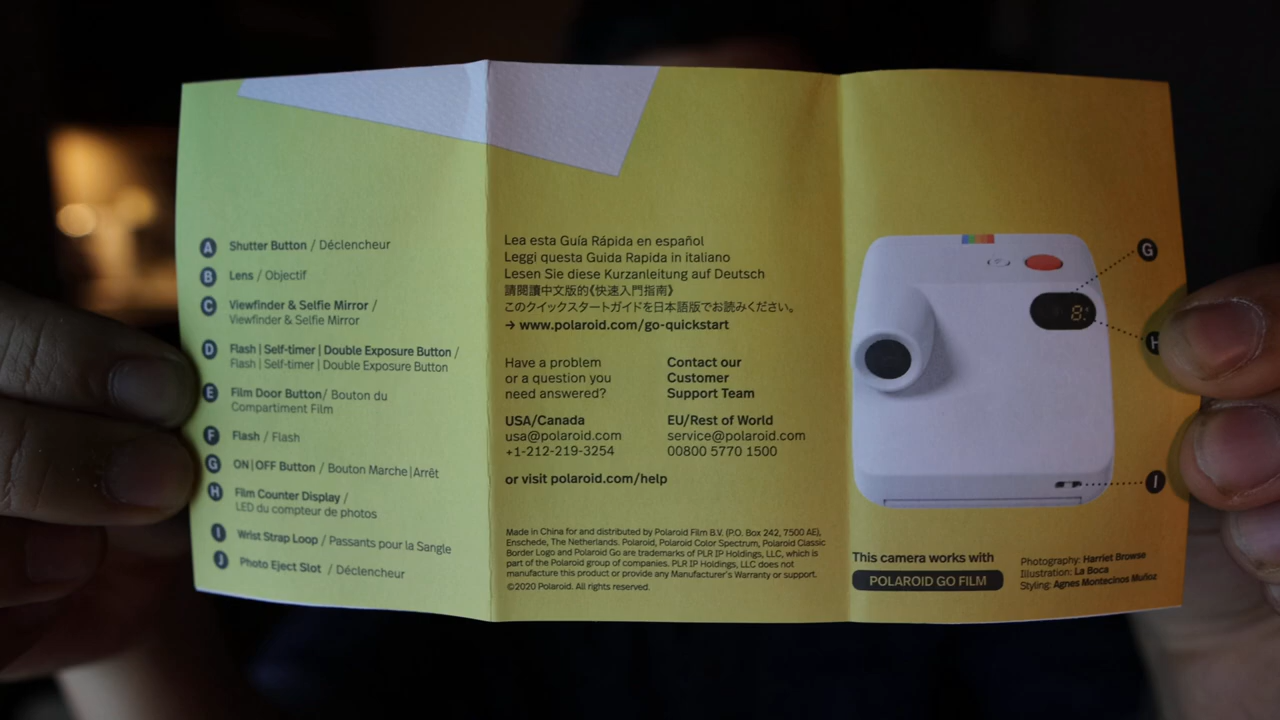 A Shutter Button / Déclencheur
B Lens / Objectif
C Viewfinder & Selfie Mirror /
Viewfinder & Selfie Mirror
D Flash | Self-timer | Double Exposure Button /
Flash | Self-timer | Double Exposure Button
E Film Door Button/ Bouton du
Compartiment Film
F Flash / Flash
G ON|OFF Button / Bouton Marche|Arrêt
H Film Counter Display /
LED du compteur de photos
I Wrist Strap Loop / Passants pour la Sangle
J Photo Eject Slot / Déclencheur
Lea esta Guía Rápida en español
Leggi questa Guida Rapida in italiano
Lesen Sie diese Kurzanleitung auf Deutsch
請閱讀中文版的《快速入門指南》
このクイックスタートガイドを日本語版でお読みください。
→ www.polaroid.com/go-quickstart
Have a problem
or a question you
need answered?
Contact our
Customer
Support Team
USA/Canada
usa@polaroid.com
+1-212-219-3254
EU/Rest of World
service@polaroid.com
00800 5770 1500
or visit polaroid.com/help
Made in China for and distributed by Polaroid Film B.V. (P.O. Box 242, 7500 AE),
Enschede, The Netherlands. Polaroid, Polaroid Color Spectrum, Polaroid Classic
Border Logo and Polaroid Go are trademarks of PLR IP Holdings, LLC, which is
part of the Polaroid group of companies. PLR IP Holdings, LLC does not
manufacture this product or provide any Manufacturer's Warranty or support.
©2020 Polaroid. All rights reserved.
8.
G
H
I
This camera works with
POLAROID GO FILM
Photography: Harriet Browse
Illustration: La Boca
Styling: Agnes Montecinos Muñoz